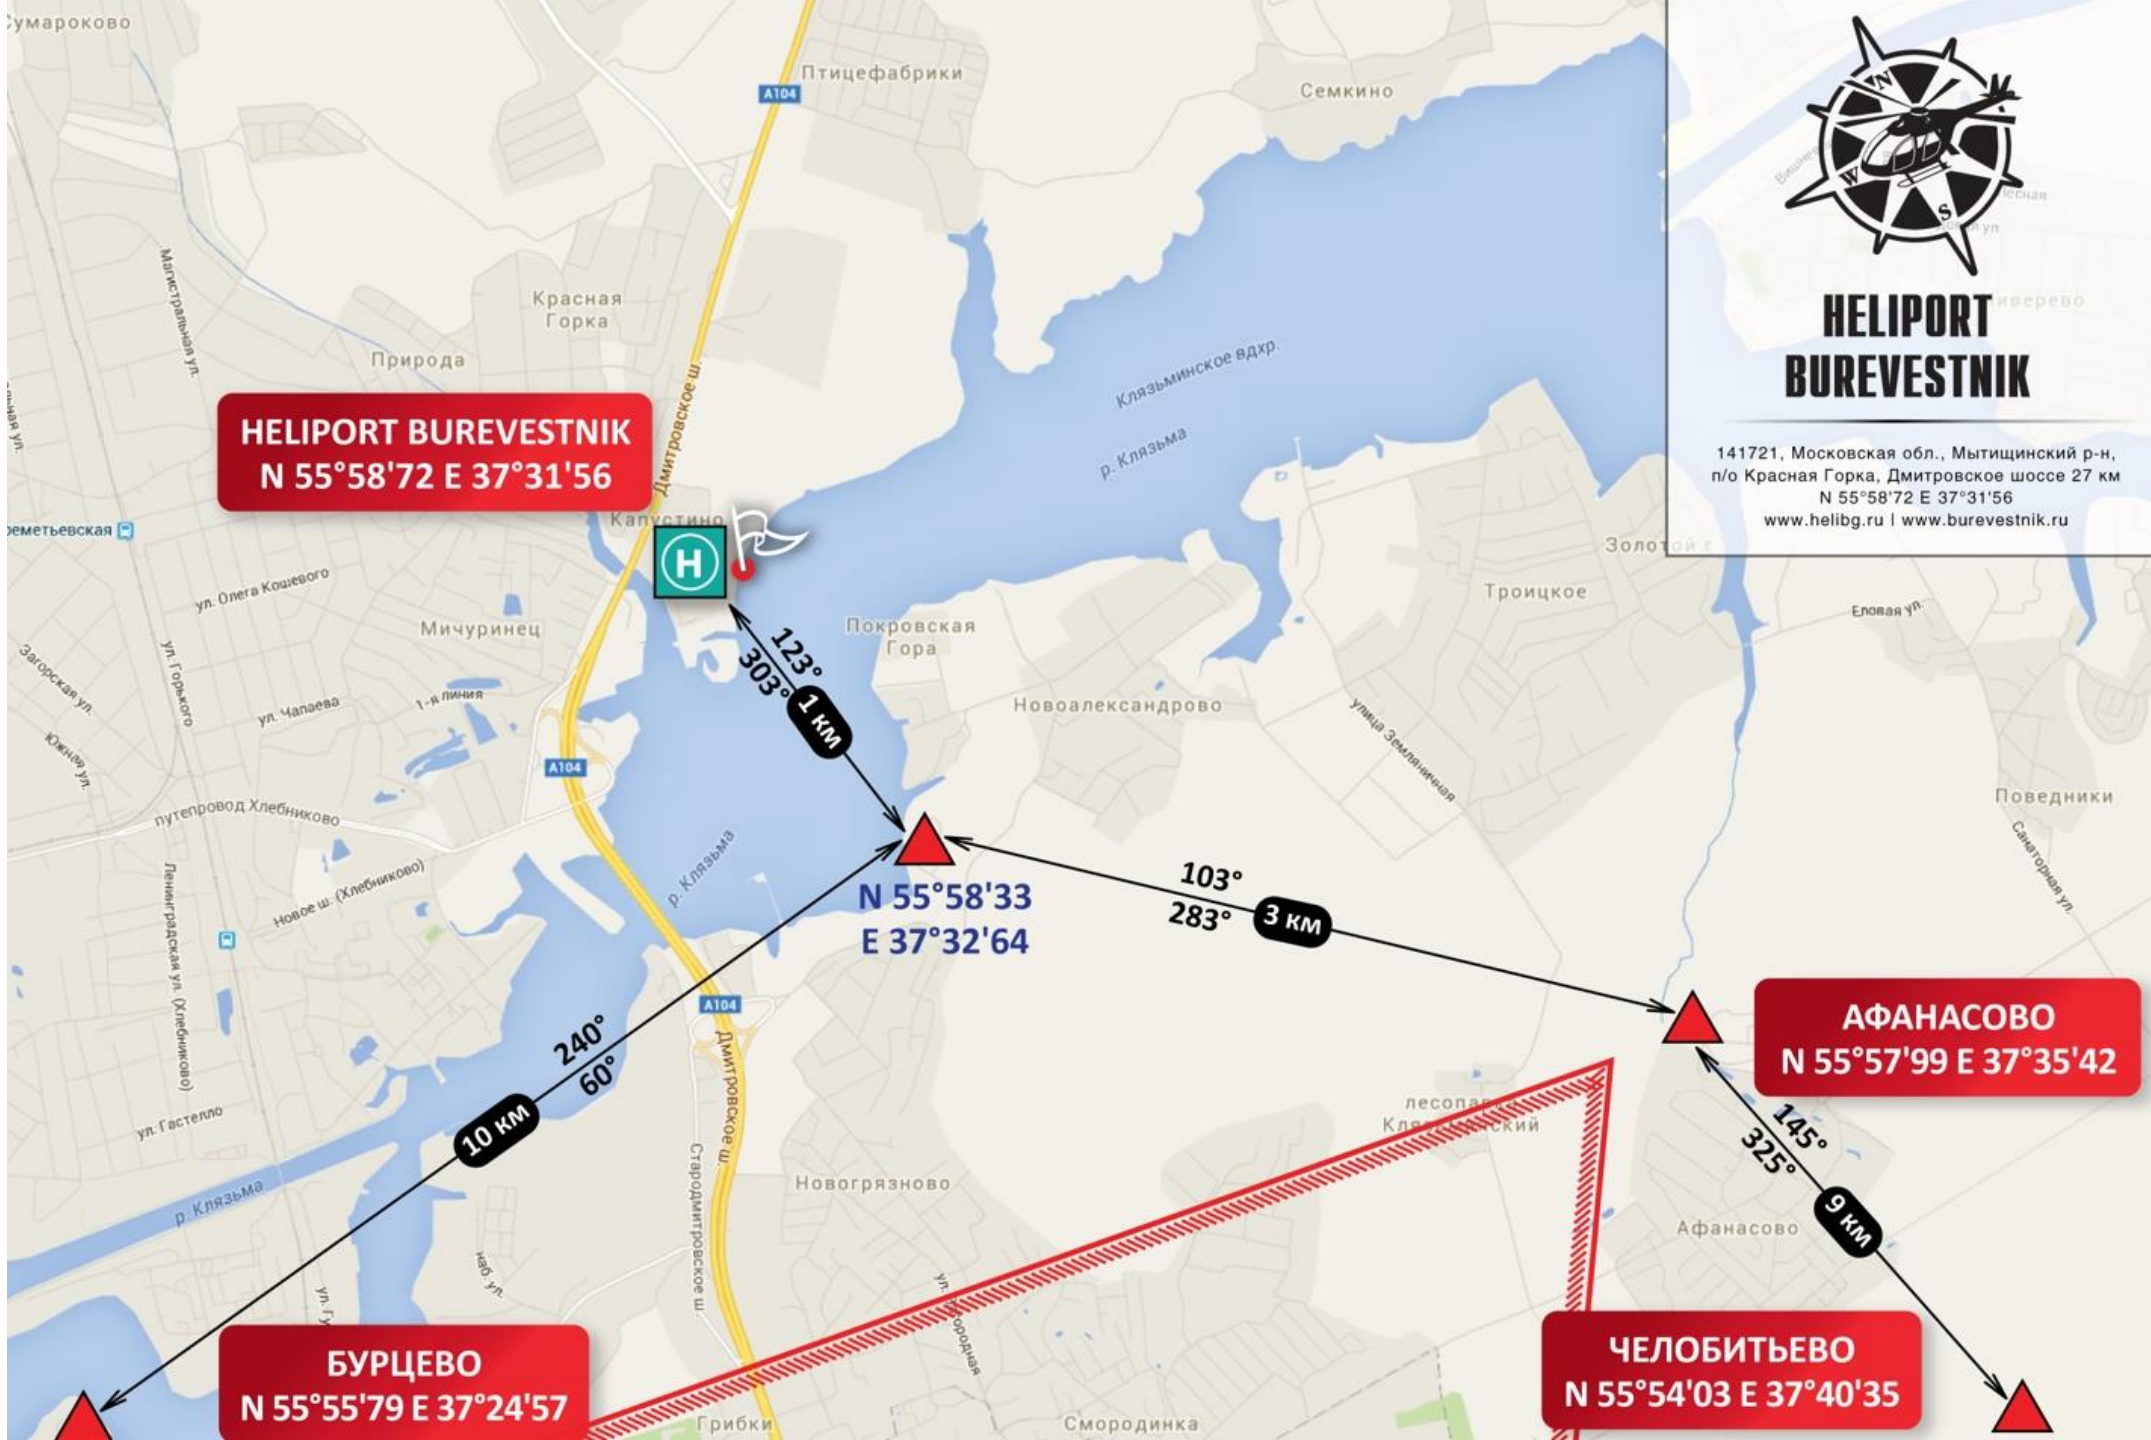 Сумароково
Птицефабрики
A104
Семкино
N
W
S
HELIPORT
BUREVESTNIK
141721, Московская обл., Мытищинский р-н,
п/о Красная Горка, Дмитровское шоссе 27 км
N 55°58'72 E 37°31'56
www.helibg.ru | www.burevestnik.ru
Магистральная ул.
Красная
Горка
Природа
Дмитровское ш.
Клязьминское вдхр.
р. Клязьма
HELIPORT BUREVESTNIK
N 55°58'72 E 37°31'56
Капустино
H
Троицкое
Еловая ул.
ул. Олега Кошевого
Мичуринец
Покровская
Гора
Загорская ул.
ул. Горького
ул. Чапаева
1-я линия
Южная ул.
123°
303°
1 км
Новоалександрово
улица Земляничная
A104
Поведники
Санаторная ул.
путепровод Хлебниково
Новое ш. (Хлебниково)
Ленинградская ул. (Хлебниково)
р. Клязьма
N 55°58'33
E 37°32'64
103°
283°
3 км
A104
АФАНАСОВО
N 55°57'99 E 37°35'42
240°
60°
10 км
Дмитровское ш.
Стародмитровское ш.
ул. Гастелло
р. Клязьма
лесопарк
145°
325°
9 км
Новогрязново
Афанасово
наб. ул.
БУРЦЕВО
N 55°55'79 E 37°24'57
ЧЕЛОБИТЬЕВО
N 55°54'03 E 37°40'35
Грибки
Смородинка